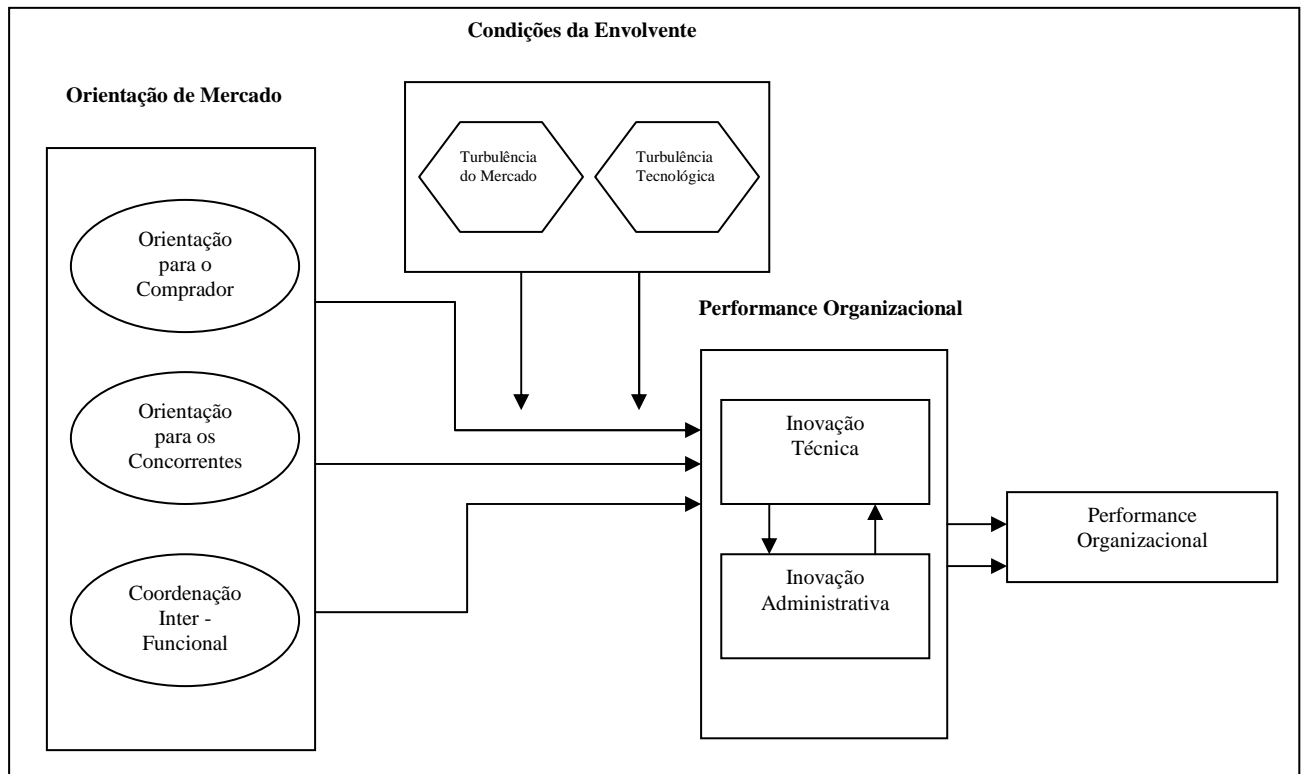 Condições da Envolvente
Orientação de Mercado
Turbulência
do Mercado
Turbulência
Tecnológica
Orientação
para o
Comprador
Orientação
para os
Concorrentes
Coordenação
Inter -
Funcional
Performance Organizacional
Inovação
Técnica
Inovação
Administrativa
Performance
Organizacional